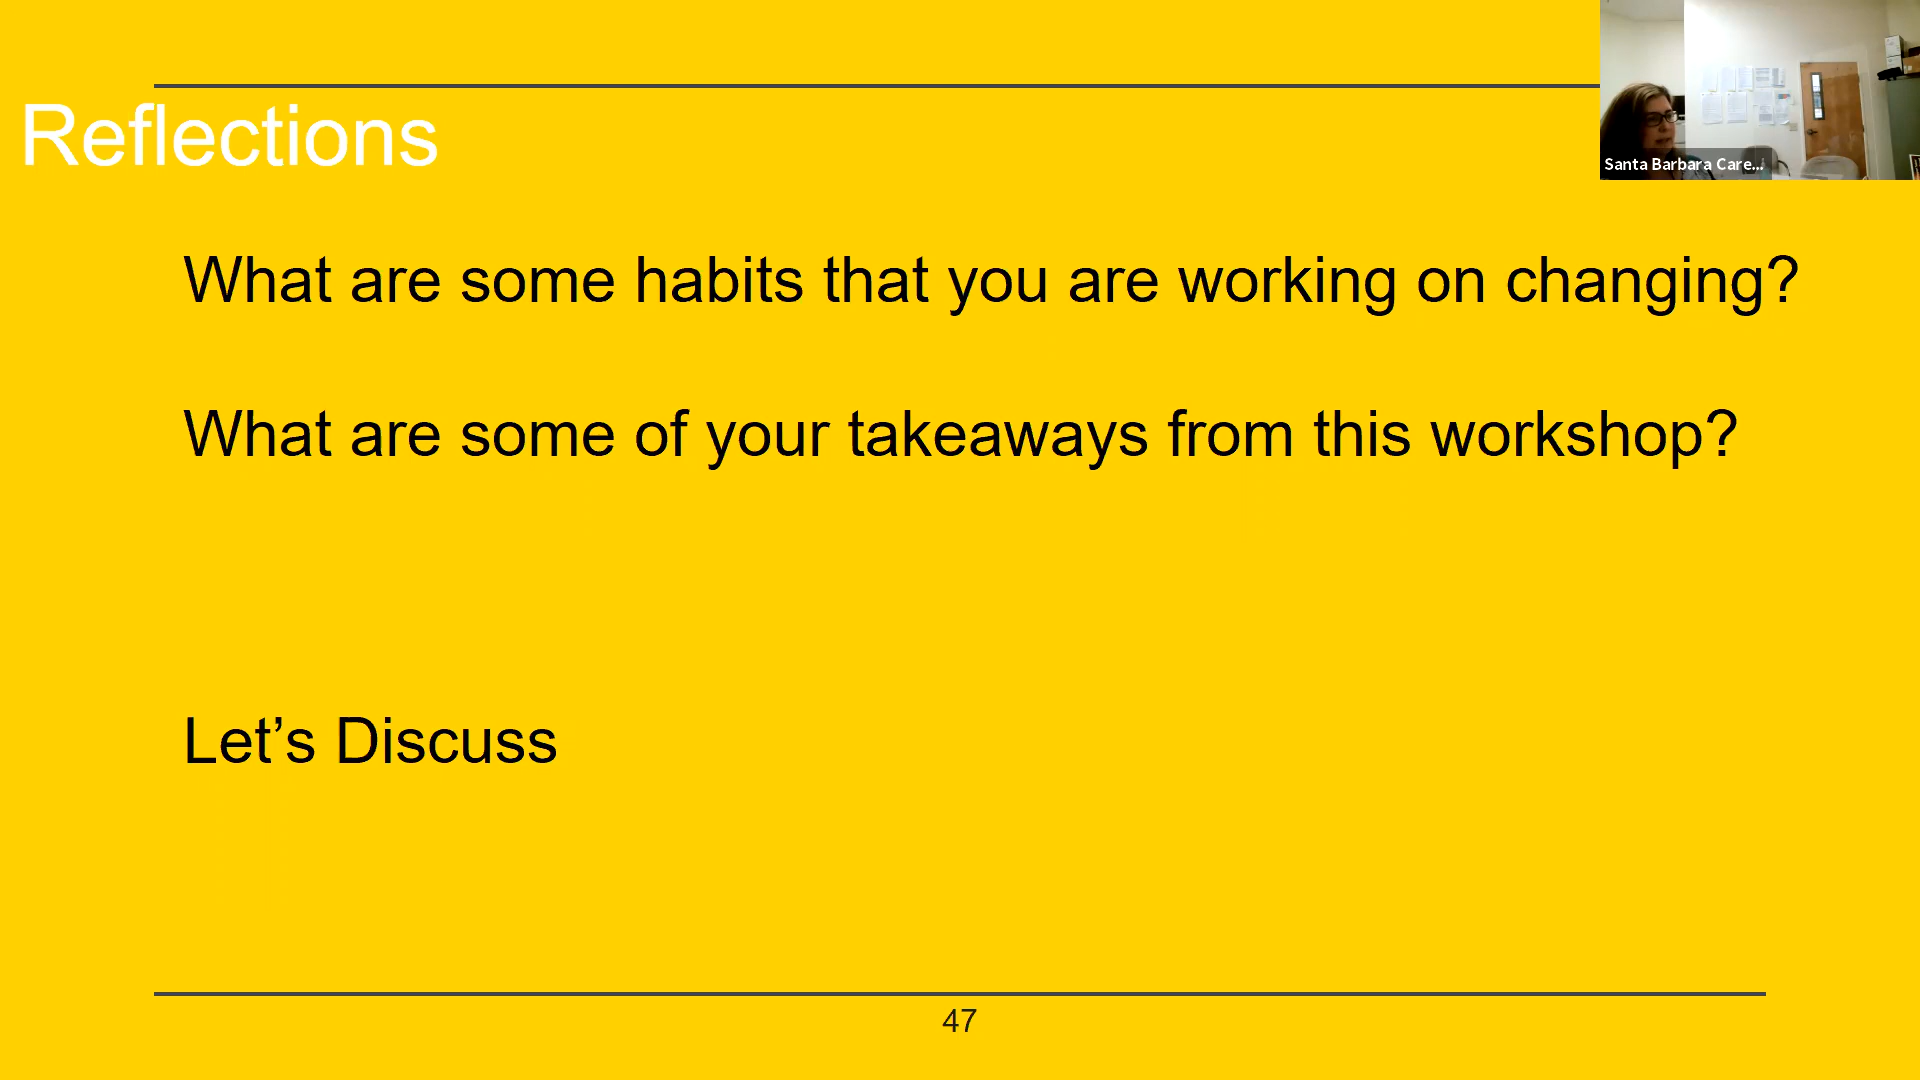 Reflections
Santa Barbara Care...
What are some habits that you are working on changing?
What are some of your takeaways from this workshop?
Let’s Discuss
47